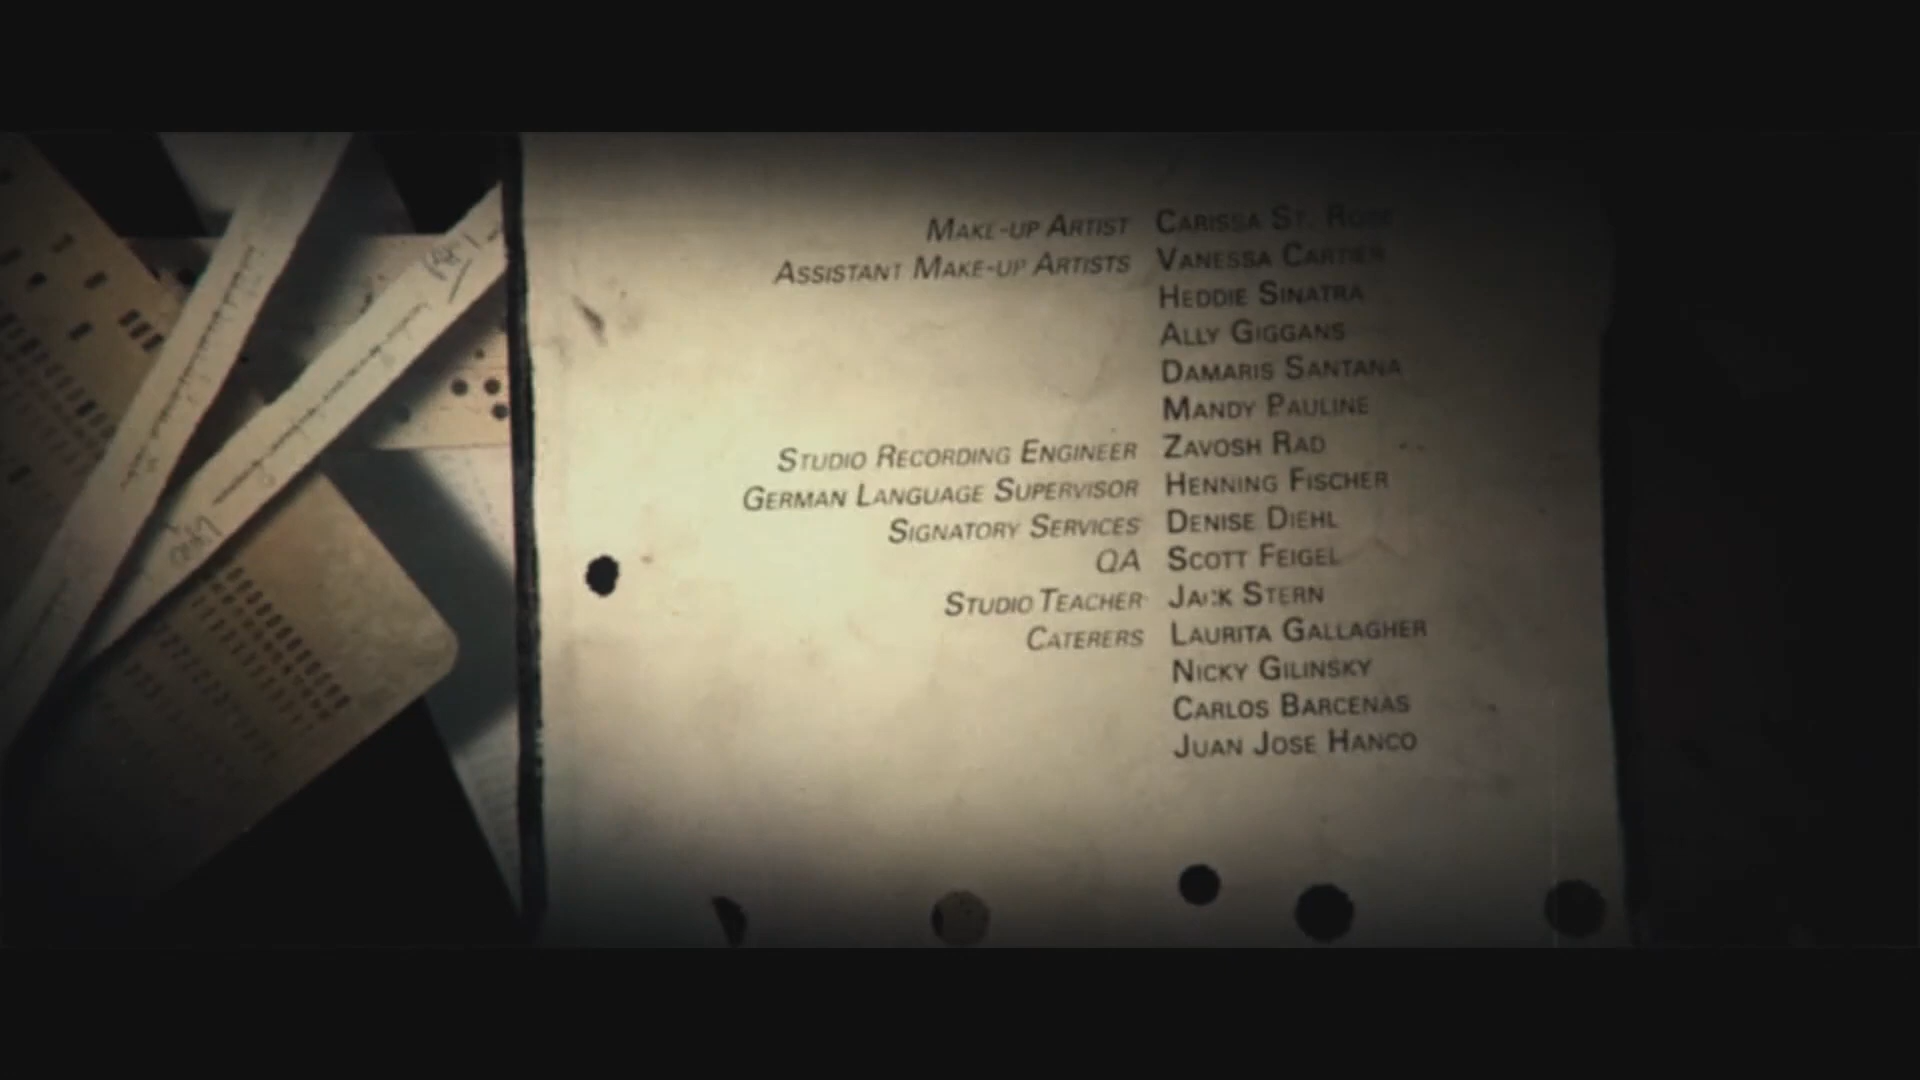 MAKE-UP ARTIST CARISSA ST. ROSE
ASSISTANT MAKE-UP ARTISTS VANESSA CARTIER
HEDDIE SINATRA
ALLY GIGGANS
DAMARIS SANTANA
MANDY PAULINE
STUDIO RECORDING ENGINEER ZAVOSH RAD
GERMAN LANGUAGE SUPERVISOR HENNING FISCHER
SIGNATORY SERVICES DENISE DIEHL
QA SCOTT FEIGEL
STUDIO TEACHER JACK STERN
CATERERS LAURITA GALLAGHER
NICKY GILINSKY
CARLOS BARCENAS
JUAN JOSE HANCO